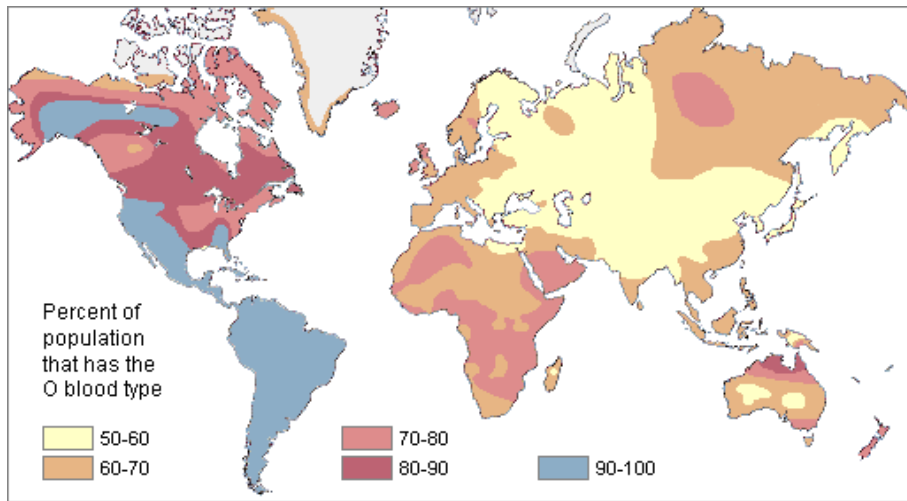 Percent of
population
that has the
O blood type
50-60
60-70
70-80
80-90
90-100